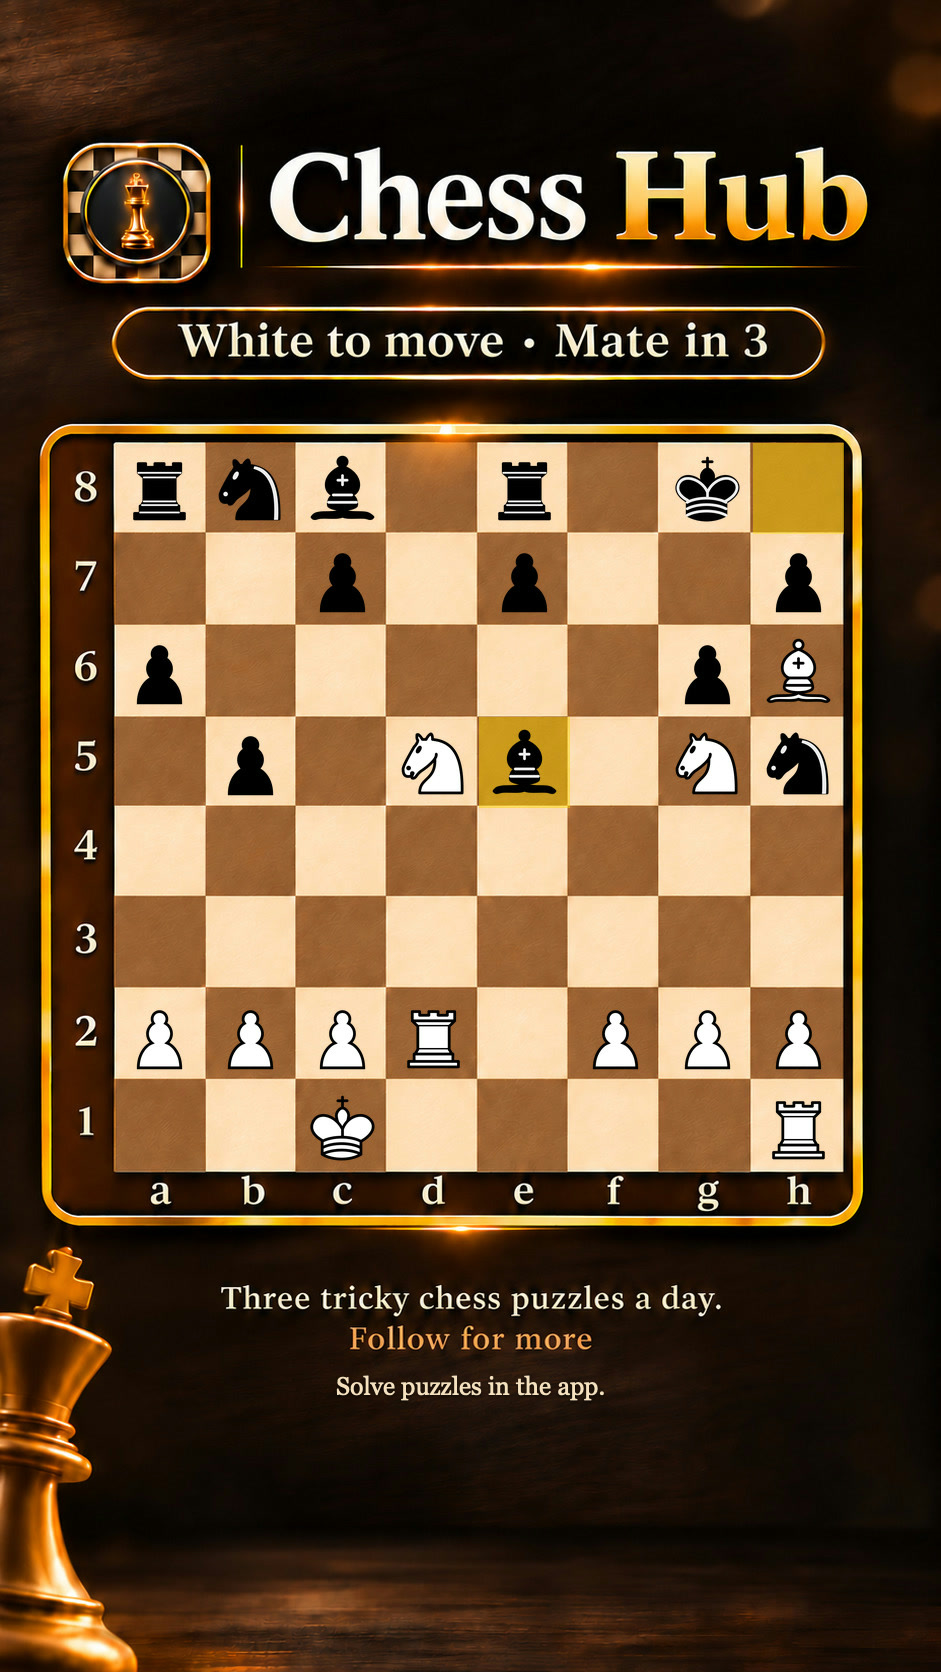 Chess Hub
White to move • Mate in 3
8
7
6
5
4
3
2
1
a b c d e f g h
Three tricky chess puzzles a day.
Follow for more
Solve puzzles in the app.